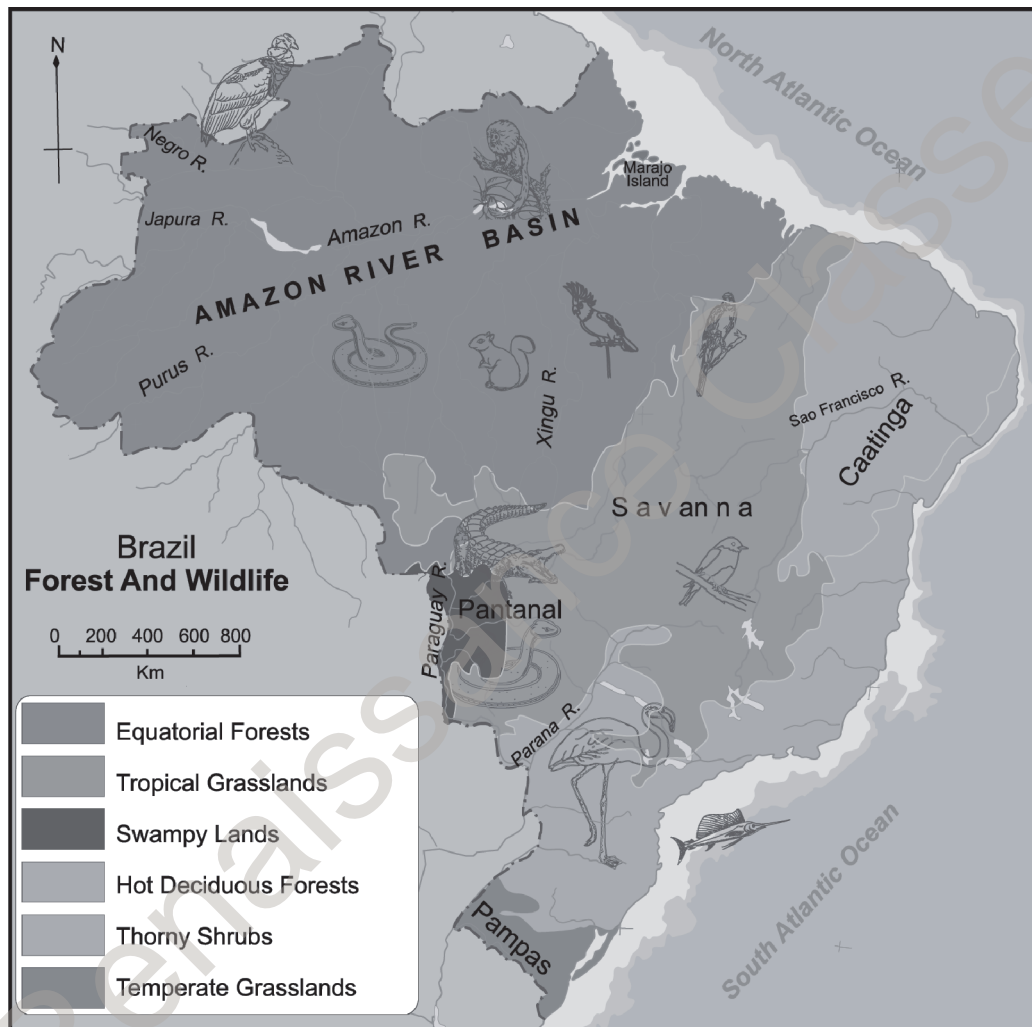 N
North Atlantic Ocean
Negro R.
Marajo
Island
Japura R.
Amazon R.
AMAZON RIVER BASIN
Purus R.
Xingu R.
Sao Francisco R.
Caatinga
Savanna
Brazil
Forest And Wildlife
0 200 400 600 800
Km
Paraguay R.
Pantanal
Parana R.
Pampas
South Atlantic Ocean
Equatorial Forests
Tropical Grasslands
Swampy Lands
Hot Deciduous Forests
Thorny Shrubs
Temperate Grasslands
Renaissance Classe